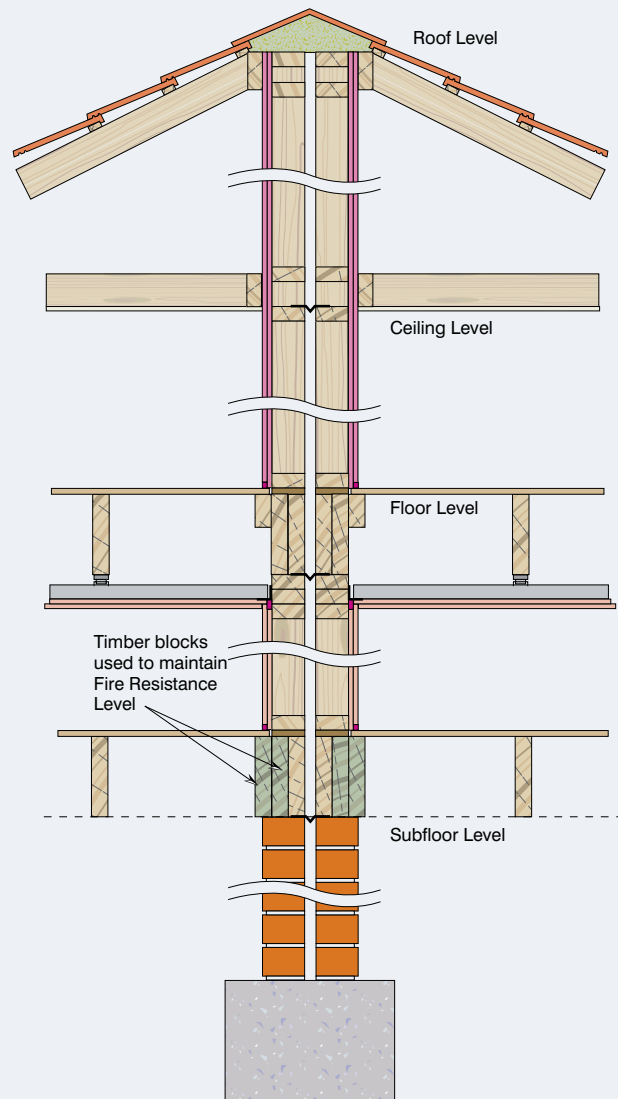 Roof Level
Ceiling Level
Floor Level
Timber blocks
used to maintain
Fire Resistance
Level
Subfloor Level